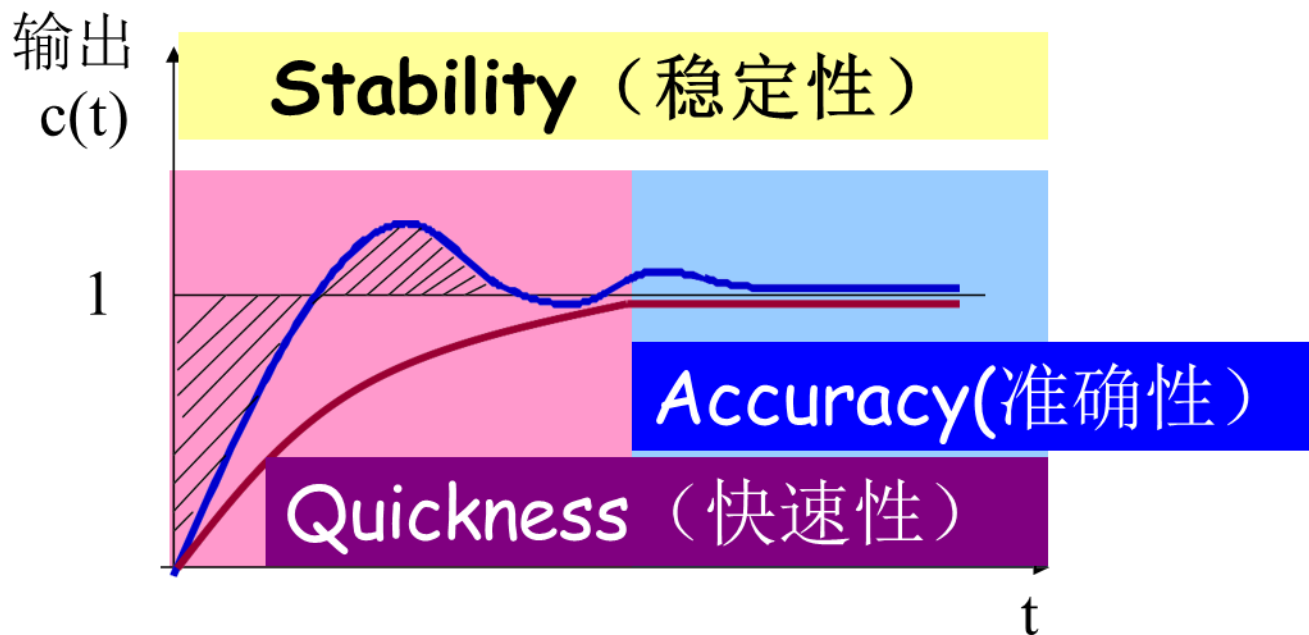 输出
c(t)
Stability（稳定性）
1
Accuracy(准确性）
Quickness（快速性）
t